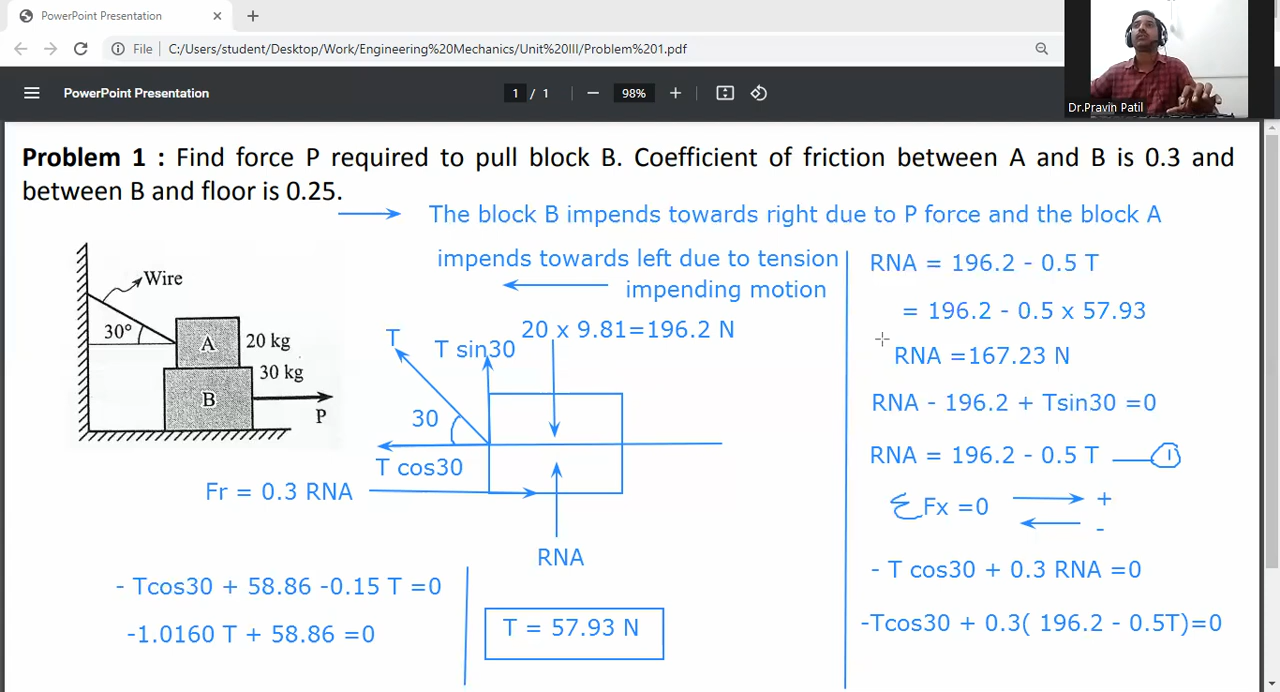 PowerPoint Presentation
File
C:/Users/student/Desktop/Work/Engineering%20Mechanics/Unit%20III/Problem%201.pdf
PowerPoint Presentation
1 / 1
98%
Dr.Pravin Patil
Problem 1 : Find force P required to pull block B. Coefficient of friction between A and B is 0.3 and
between B and floor is 0.25.
The block B impends towards right due to P force and the block A
impends towards left due to tension
impending motion
Wire
30°
A
20 kg
30 kg
B
P
20 x 9.81=196.2 N
T
T sin30
30
T cos30
Fr = 0.3 RNA
RNA
- Tcos30 + 58.86 -0.15 T =0
-1.0160 T + 58.86 =0
T = 57.93 N
RNA = 196.2 - 0.5 T
= 196.2 - 0.5 x 57.93
RNA =167.23 N
RNA - 196.2 + Tsin30 =0
RNA = 196.2 - 0.5 T 1
Σ Fx =0
+
-
- T cos30 + 0.3 RNA =0
-Tcos30 + 0.3( 196.2 - 0.5T)=0